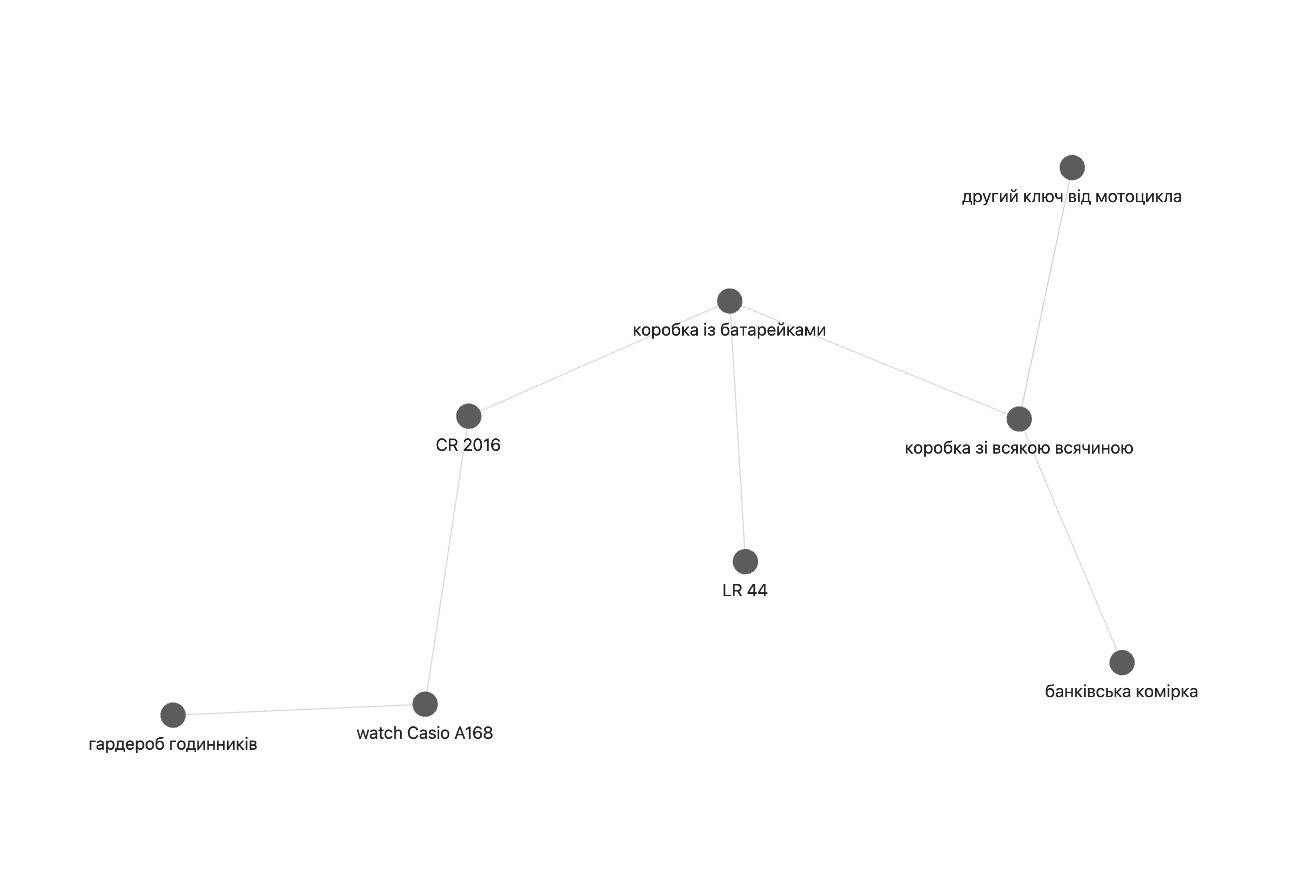 другий ключ від мотоцикла
коробка із батарейками
CR 2016
коробка зі всякою всячиною
LR 44
банківська комірка
watch Casio A168
гардероб годинників